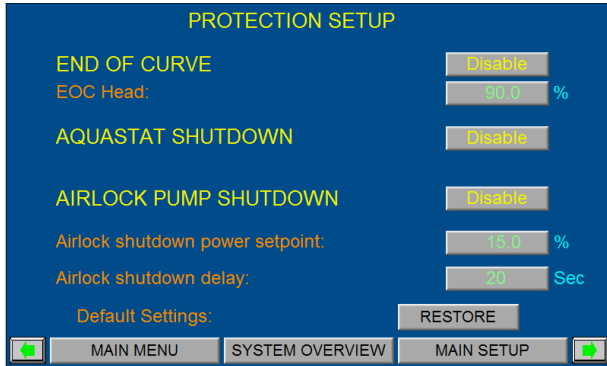 PROTECTION SETUP
END OF CURVE Disable
EOC Head: 90.0 %
AQUASTAT SHUTDOWN Disable
AIRLOCK PUMP SHUTDOWN Disable
Airlock shutdown power setpoint: 15.0 %
Airlock shutdown delay: 20 Sec
Default Settings: RESTORE
MAIN MENU SYSTEM OVERVIEW MAIN SETUP